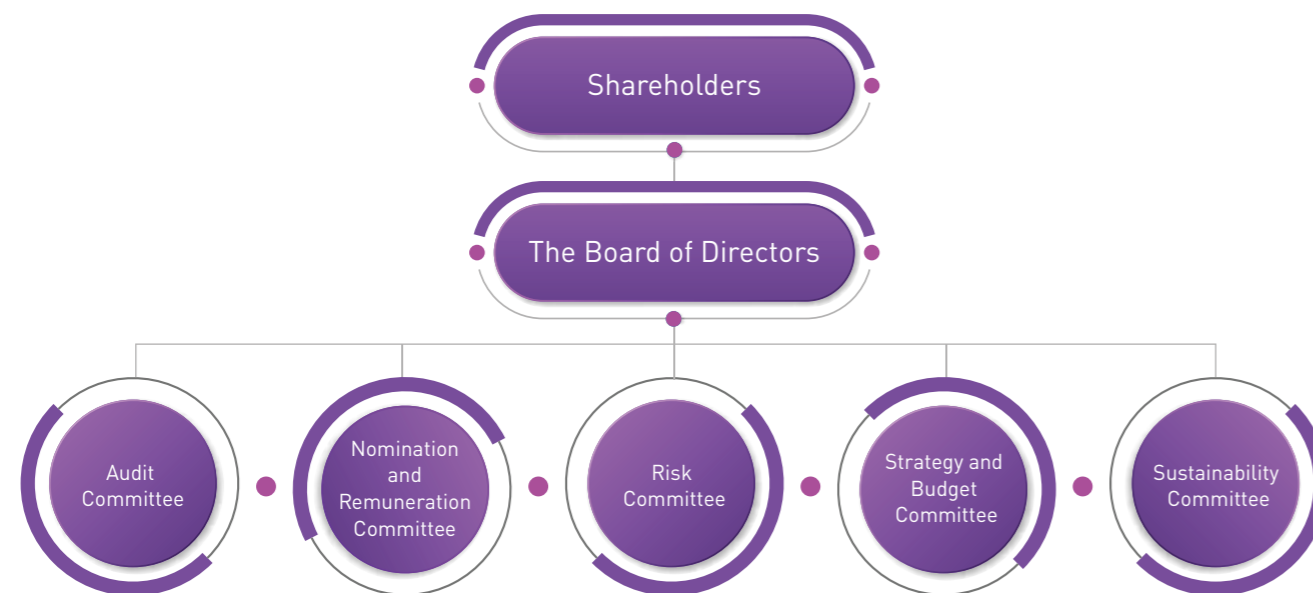 Shareholders
The Board of Directors
Audit
Committee
Nomination
and
Remuneration
Committee
Risk
Committee
Strategy and
Budget
Committee
Sustainability
Committee